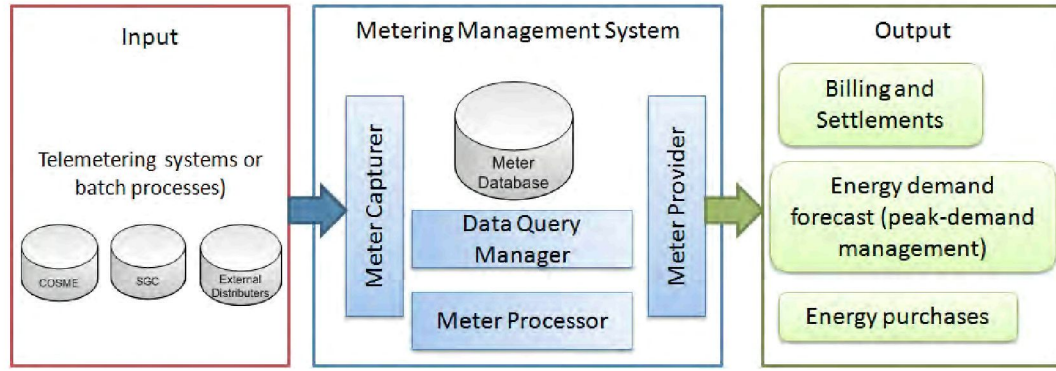 Input
Telemetering systems or
batch processes)
COSME
SGC
External
Distributers
Metering Management System
Meter Capturer
Meter
Database
Data Query
Manager
Meter Processor
Meter Provider
Output
Billing and
Settlements
Energy demand
forecast (peak-demand
management)
Energy purchases